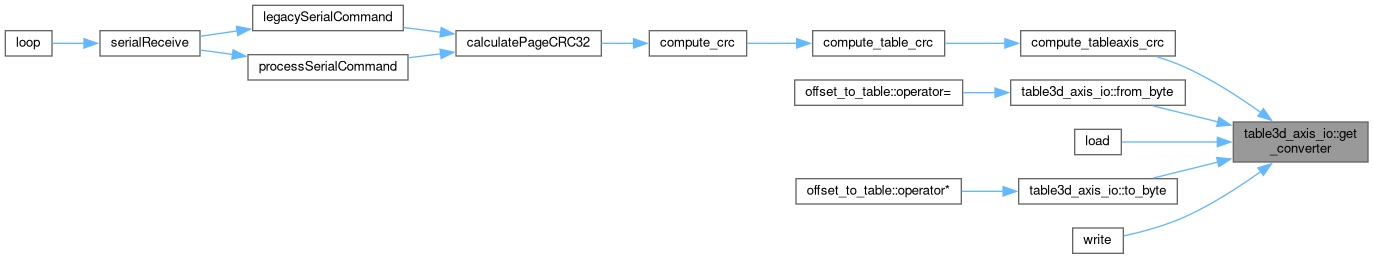 legacySerialCommand
loop
serialReceive
calculatePageCRC32
compute_crc
compute_table_crc
compute_tableaxis_crc
processSerialCommand
offset_to_table::operator=
table3d_axis_io::from_byte
table3d_axis_io::get
_converter
load
offset_to_table::operator*
table3d_axis_io::to_byte
write